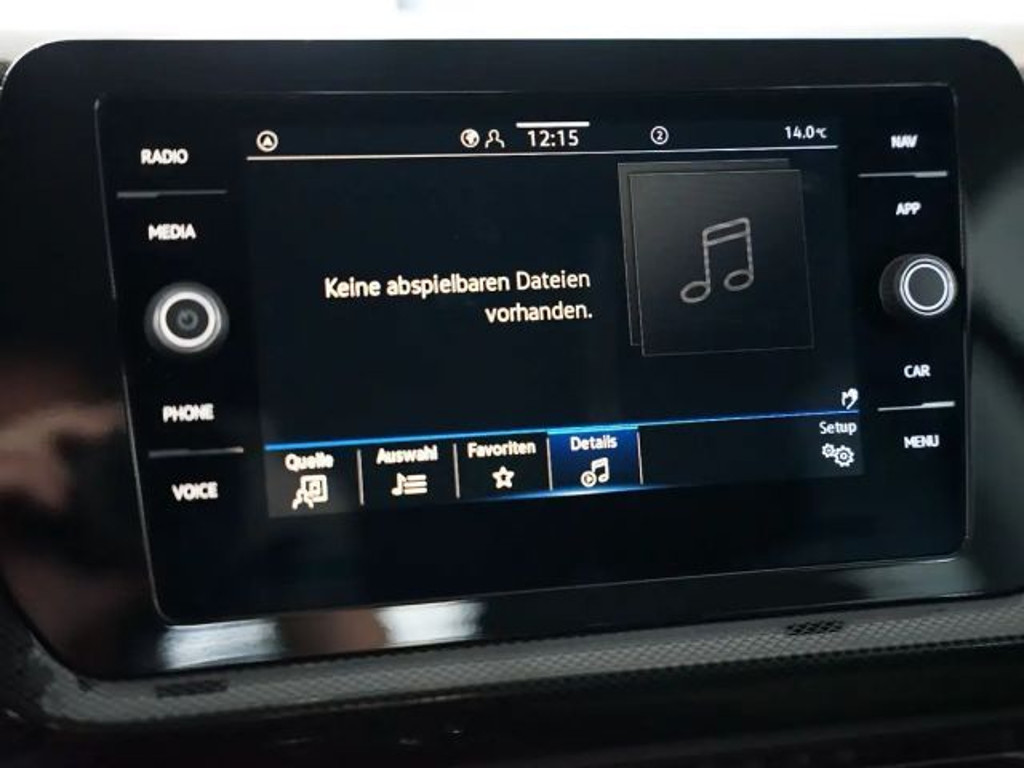 RADIO
MEDIA
PHONE
VOICE
12:15
2
14.0°C
Keine abspielbaren Dateien
vorhanden.
Quelle
Auswahl
Favoriten
Details
Setup
NAV
APP
CAR
MENU